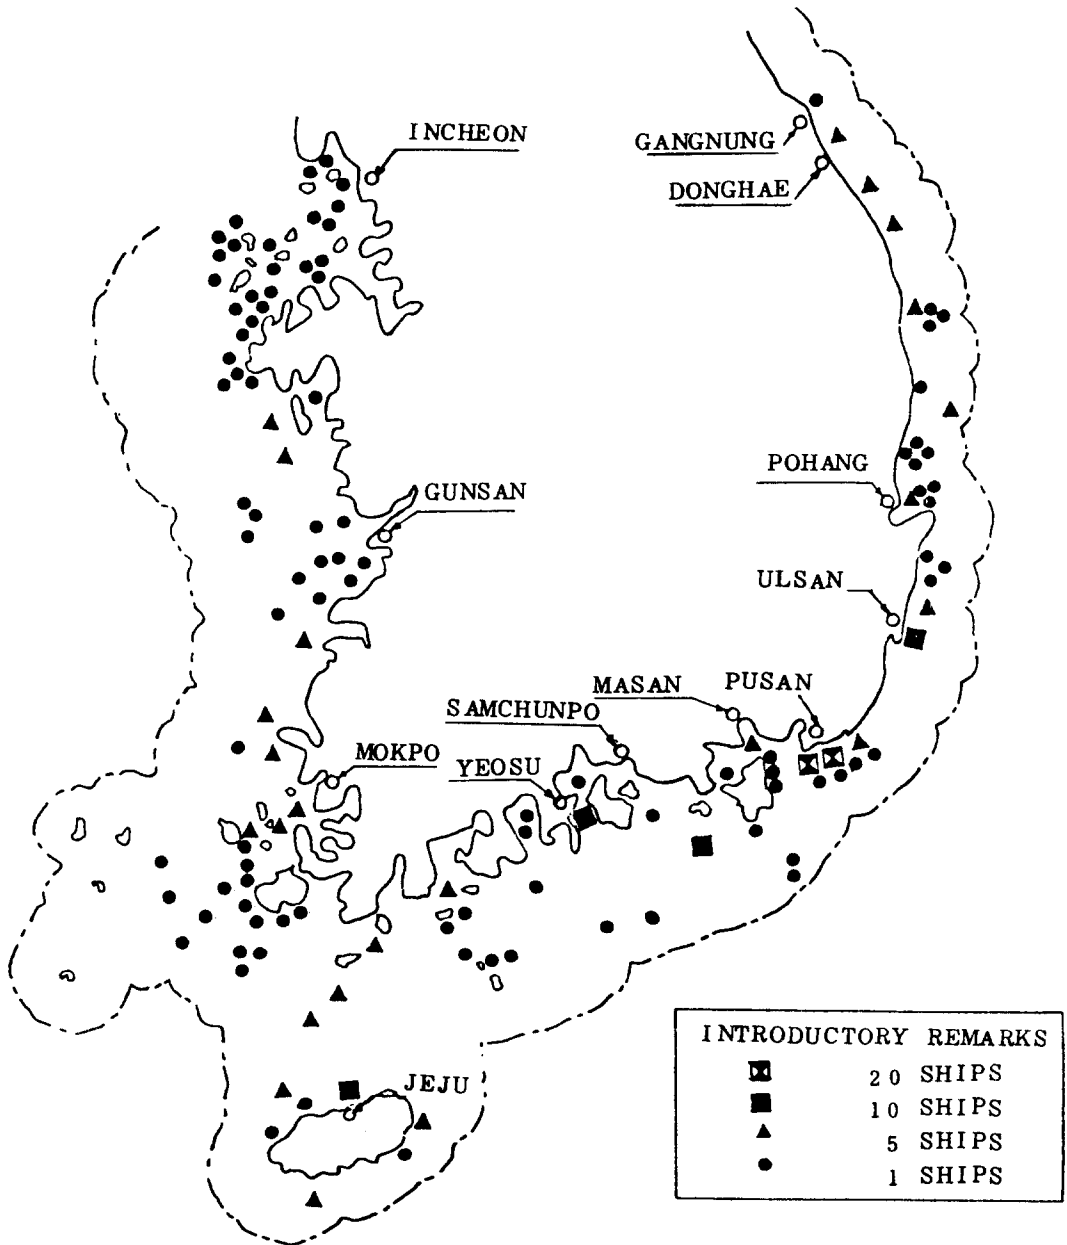 INCHEON
GANGNUNG
DONGHAE
GUNSAN
POHANG
ULSAN
MASAN
PUSAN
SAMCHUNPO
MOKPO
YEOSU
JEJU
INTRODUCTORY REMARKS
20 SHIPS
10 SHIPS
5 SHIPS
1 SHIPS